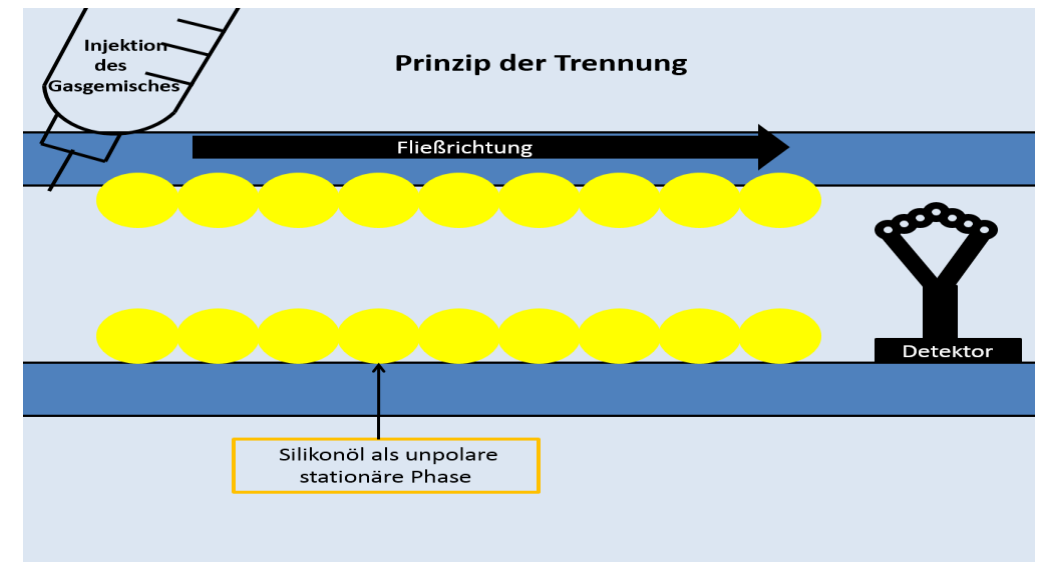 Injektion
des
Gasgemisches
Prinzip der Trennung
Fließrichtung
Detektor
Silikonöl als unpolare
stationäre Phase